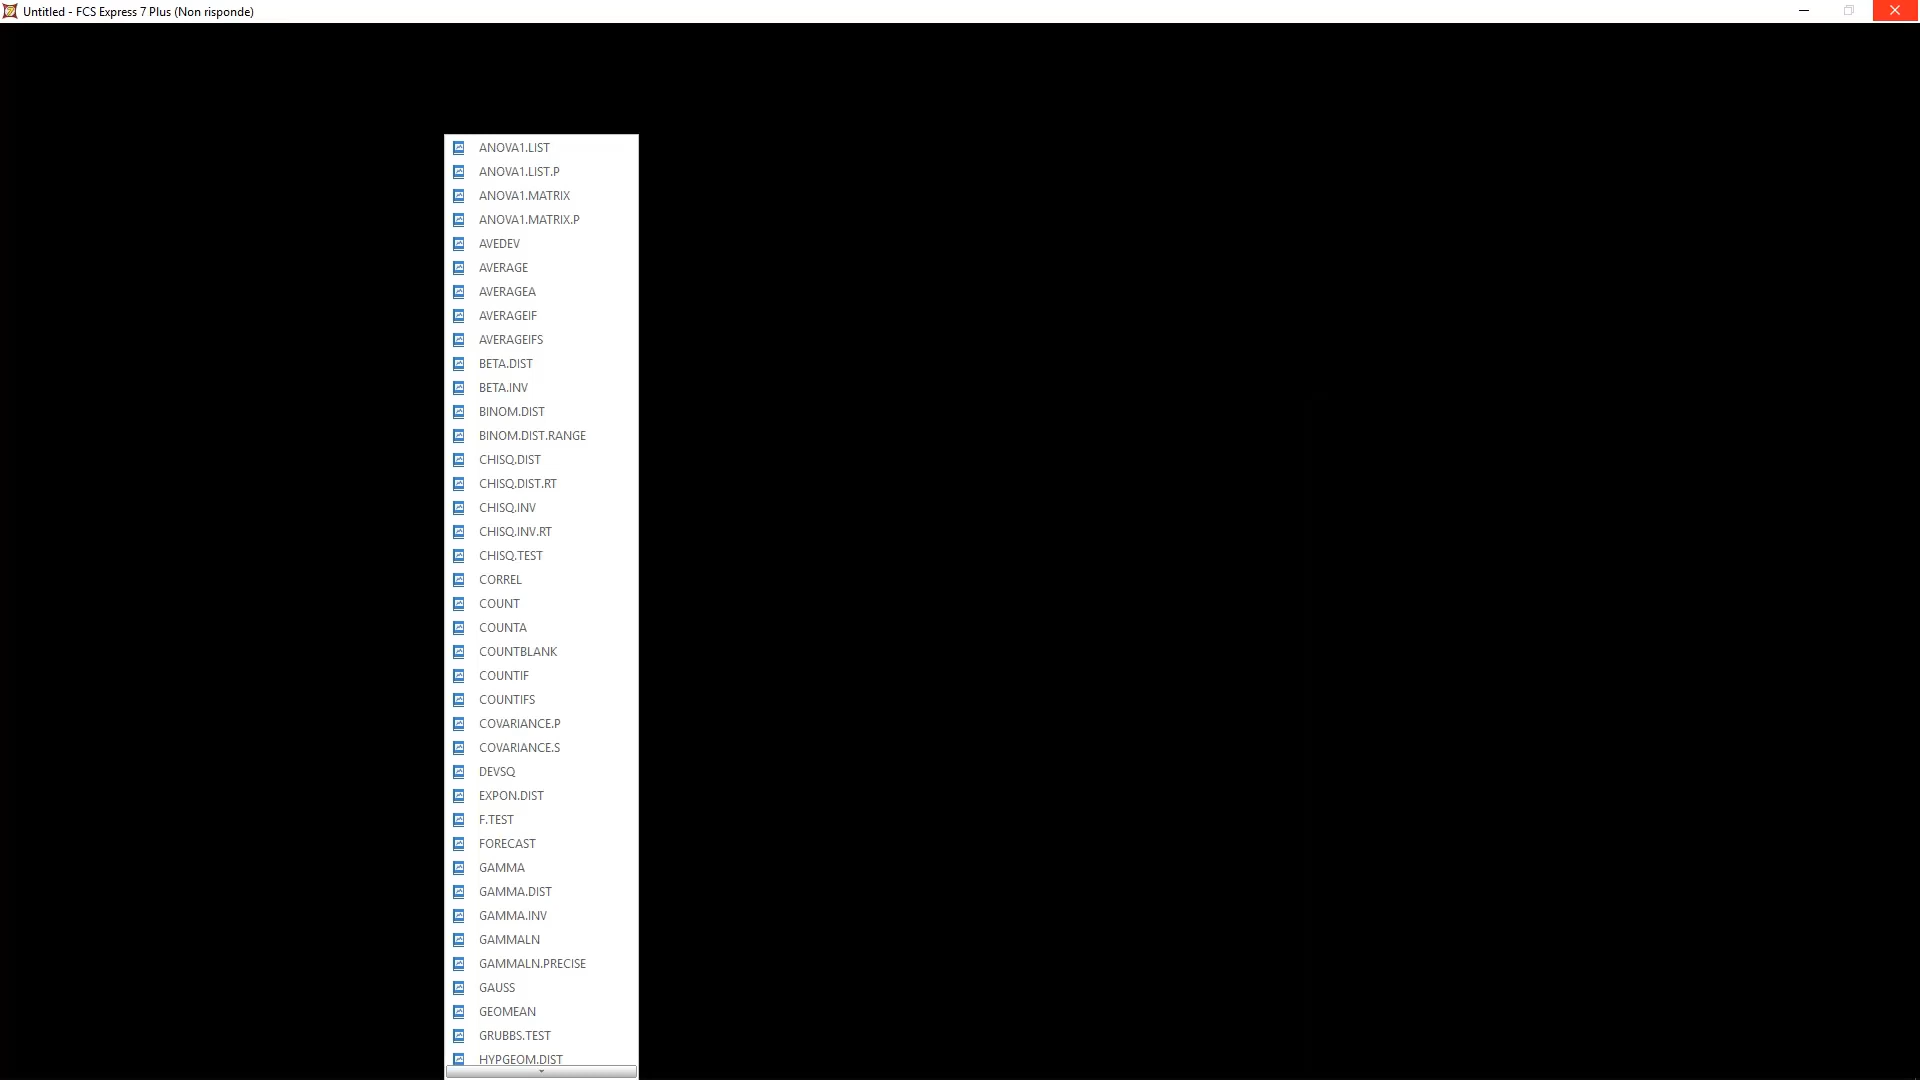 Untitled - FCS Express 7 Plus (Non risponde)
ANOVA1.LIST
ANOVA1.LIST.P
ANOVA1.MATRIX
ANOVA1.MATRIX.P
AVEDEV
AVERAGE
AVERAGEA
AVERAGEIF
AVERAGEIFS
BETA.DIST
BETA.INV
BINOM.DIST
BINOM.DIST.RANGE
CHISQ.DIST
CHISQ.DIST.RT
CHISQ.INV
CHISQ.INV.RT
CHISQ.TEST
CORREL
COUNT
COUNTA
COUNTBLANK
COUNTIF
COUNTIFS
COVARIANCE.P
COVARIANCE.S
DEVSQ
EXPON.DIST
F.TEST
FORECAST
GAMMA
GAMMA.DIST
GAMMA.INV
GAMMALN
GAMMALN.PRECISE
GAUSS
GEOMEAN
GRUBBS.TEST
HYPGEOM.DIST